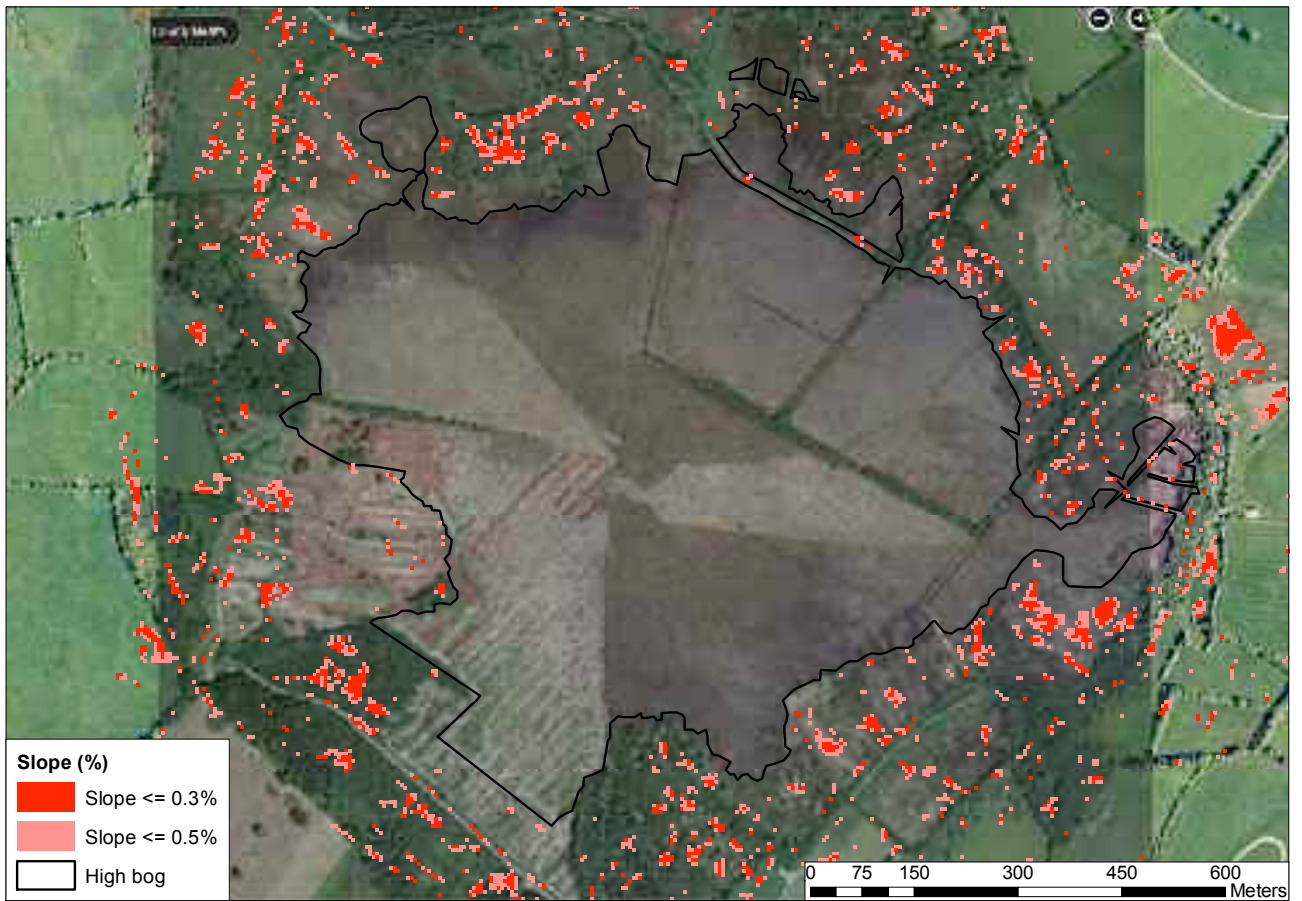 Slope (%)
Slope <= 0.3%
Slope <= 0.5%
High bog
0 75 150 300 450 600
Meters